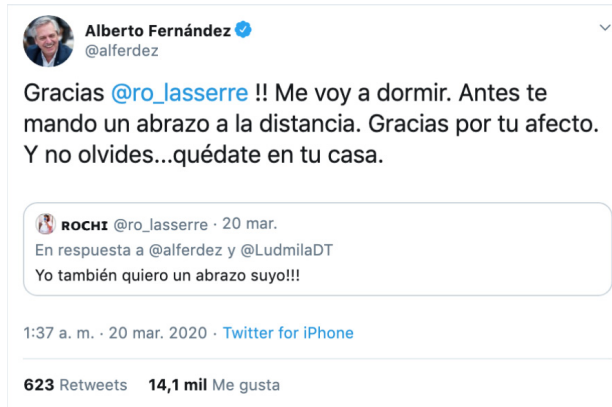 Alberto Fernández
@alferdez
Gracias @ro_lasserre !! Me voy a dormir. Antes te
mando un abrazo a la distancia. Gracias por tu afecto.
Y no olvides...quédate en tu casa.
ROCHI @ro_lasserre · 20 mar.
En respuesta a @alferdez y @LudmilaDT
Yo también quiero un abrazo suyo!!!
1:37 a. m. · 20 mar. 2020 · Twitter for iPhone
623 Retweets 14,1 mil Me gusta